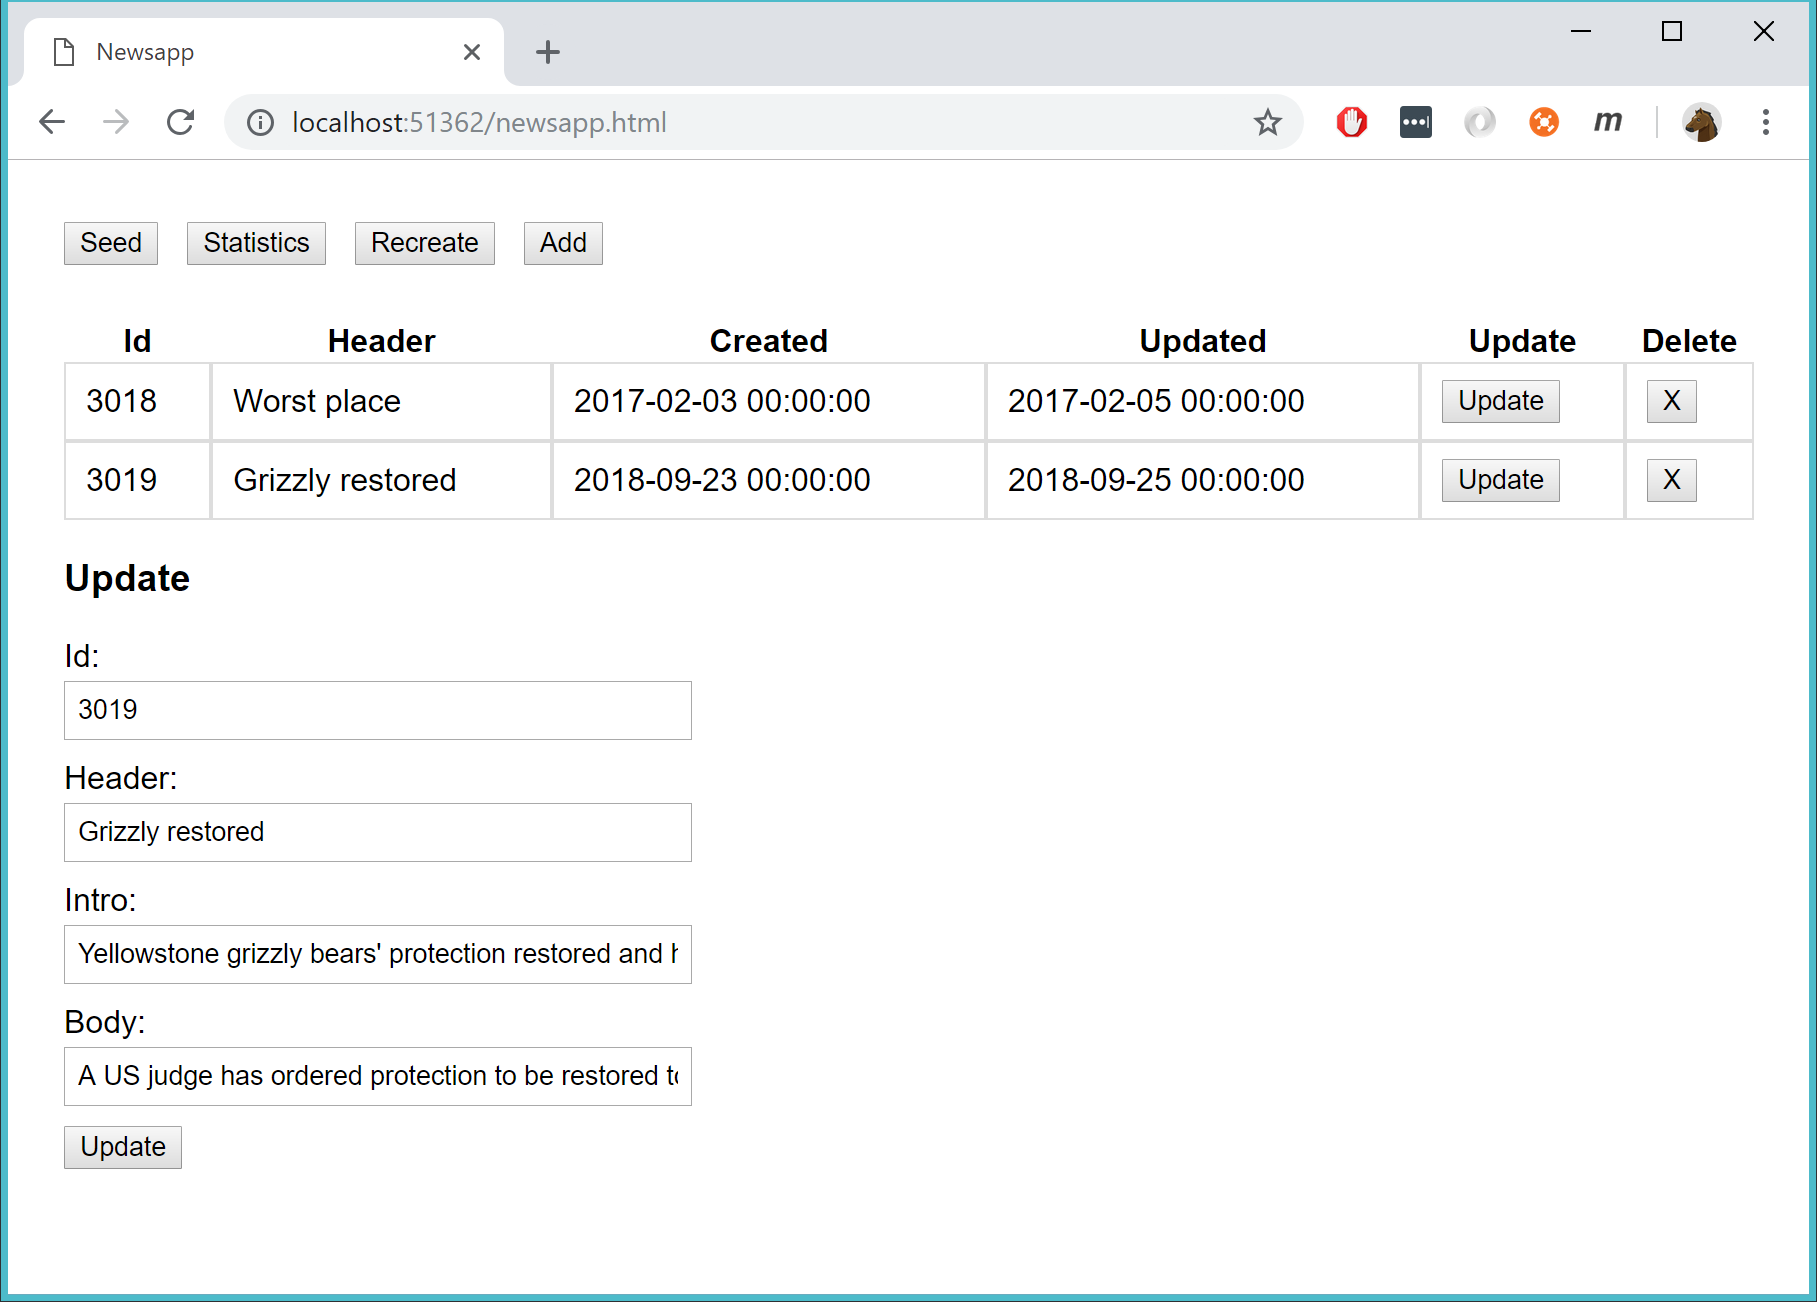 Newsapp
localhost:51362/newsapp.html
m
Seed Statistics Recreate Add
Id Header Created Updated Update Delete
3018 Worst place 2017-02-03 00:00:00 2017-02-05 00:00:00 Update X
3019 Grizzly restored 2018-09-23 00:00:00 2018-09-25 00:00:00 Update X
Update
Id:
3019
Header:
Grizzly restored
Intro:
Yellowstone grizzly bears' protection restored and
Body:
A US judge has ordered protection to be restored
Update